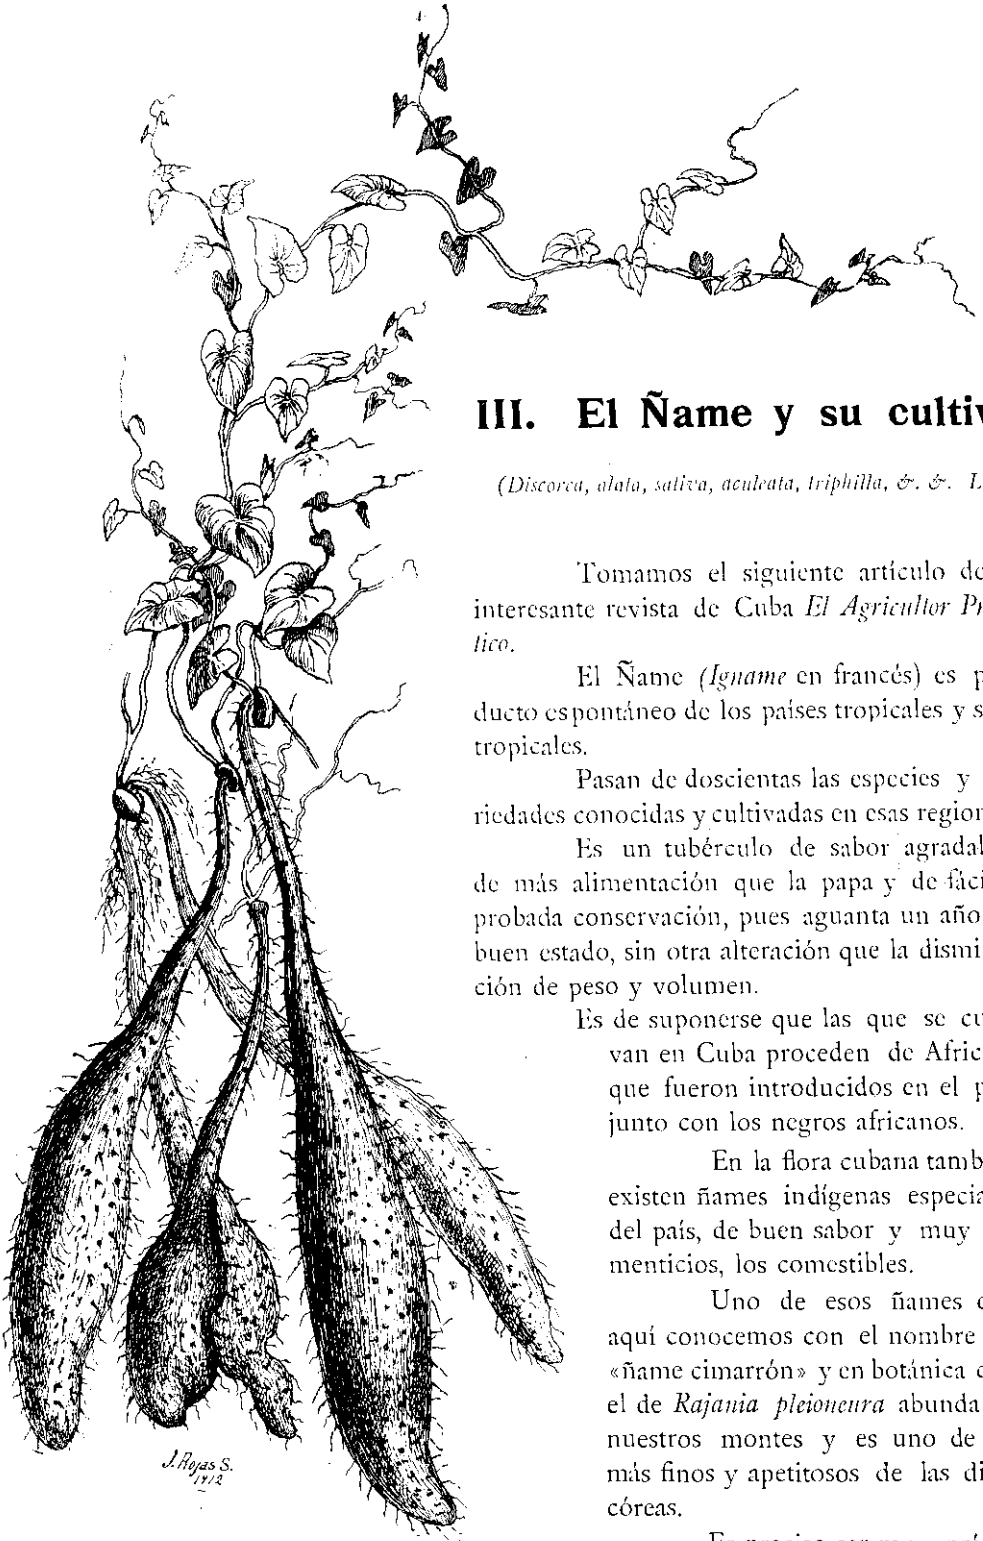 III. El Ñame y su cultiv
(Discorea, alata, sativa, aculeata, triphilla, &. &. L
Tomamos el siguiente artículo de
interesante revista de Cuba El Agricultor Pr
tico.
El Ñame (Igname en francés) es p
ducto espontáneo de los países tropicales y s
tropicales.
Pasan de doscientas las especies y
riedades conocidas y cultivadas en esas region
Es un tubérculo de sabor agradal
de más alimentación que la papa y de fáci
probada conservación, pues aguanta un año
buen estado, sin otra alteración que la dismi
ción de peso y volumen.
Es de suponerse que las que se cu
van en Cuba proceden de Afric
que fueron introducidos en el p
junto con los negros africanos.
En la flora cubana tamb
existen ñames indígenas especia
del país, de buen sabor y muy
menticios, los comestibles.
Uno de esos ñames c
aquí conocemos con el nombre
«ñame cimarrón» y en botánica c
el de Rajania pleioneura abunda
nuestros montes y es uno de
más finos y apetitosos de las di
córeas.
J. Rojas S.
1912